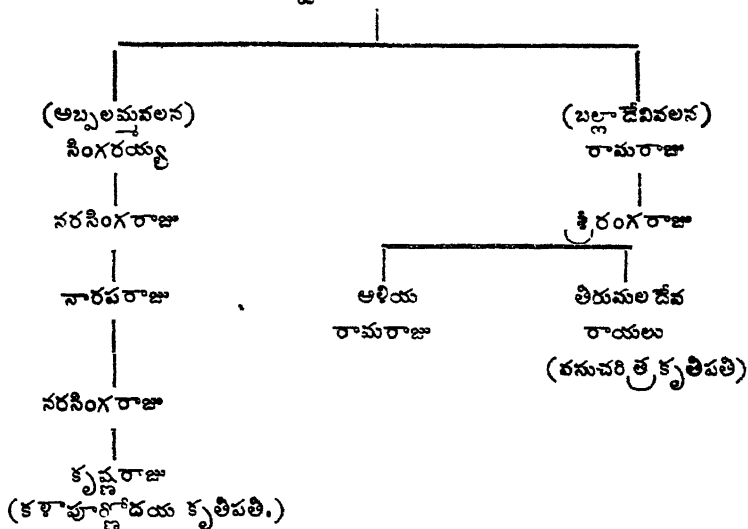 (అబ్బలమ్మవలన)
సింగరయ్య
నరసింగరాజు
నారపరాజు
నరసింగరాజు
కృష్ణరాజు
(కళాపూర్ణోదయ కృతిపతి.)
(బల్లాదేవివలన)
రామరాజు
శ్రీరంగరాజు
ఆళియ
రామరాజు
తిరుమలదేవ
రాయలు
(వసుచరిత్ర కృతిపతి)